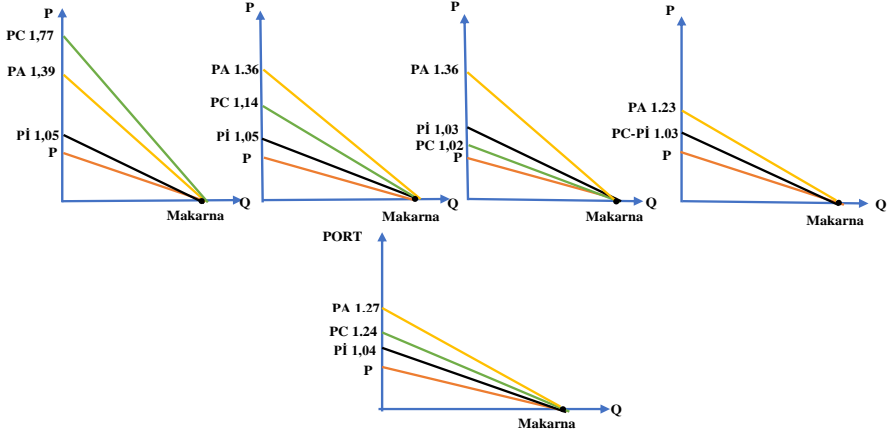 P
PC 1,77
PA 1,39
Pİ 1,05
P
Q
Makarna
P
PA 1.36
PC 1,14
Pİ 1,05
P
Q
Makarna
P
PA 1.36
Pİ 1,03
PC 1,02
P
Q
Makarna
P
PA 1.23
PC-Pİ 1.03
P
Q
Makarna
PORT
PA 1.27
PC 1.24
Pİ 1,04
P
Q
Makarna